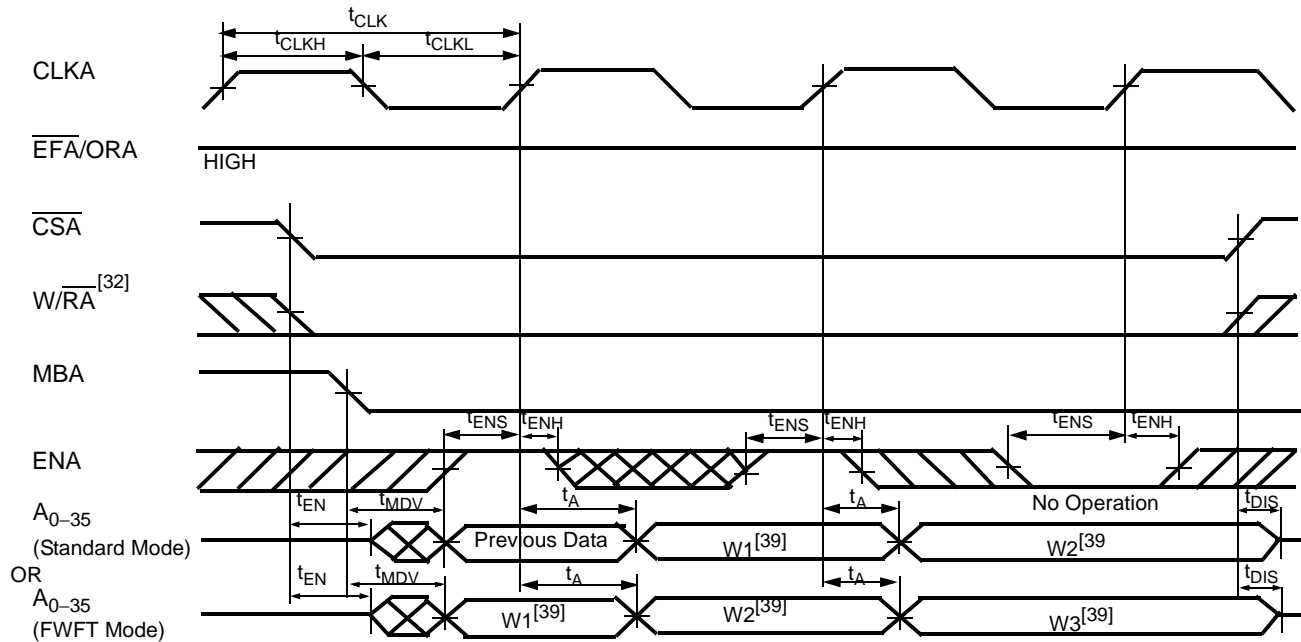 tCLK
tCLKH tCLKL
CLKA
EFA/ORA
HIGH
CSA
W/RA[32]
MBA
tENS tENH tENS tENH tENS tENH
ENA
No Operation
tEN tMDV tA tA tDIS
A0–35
(Standard Mode)
Previous Data W1[39] W2[39
OR
tEN tMDV tA tA tDIS
A0–35
(FWFT Mode)
W1[39] W2[39] W3[39]